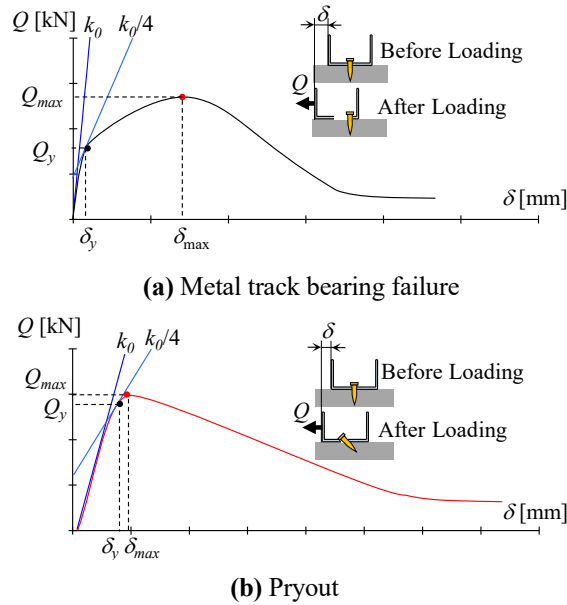 Q [kN]
k₀
k₀/4
δ
Before Loading
Q
After Loading
Qmax
Qy
δ [mm]
δy
δmax
(a) Metal track bearing failure
Q [kN]
k₀
k₀/4
δ
Before Loading
Q
After Loading
Qmax
Qy
δ [mm]
δy
δmax
(b) Pryout